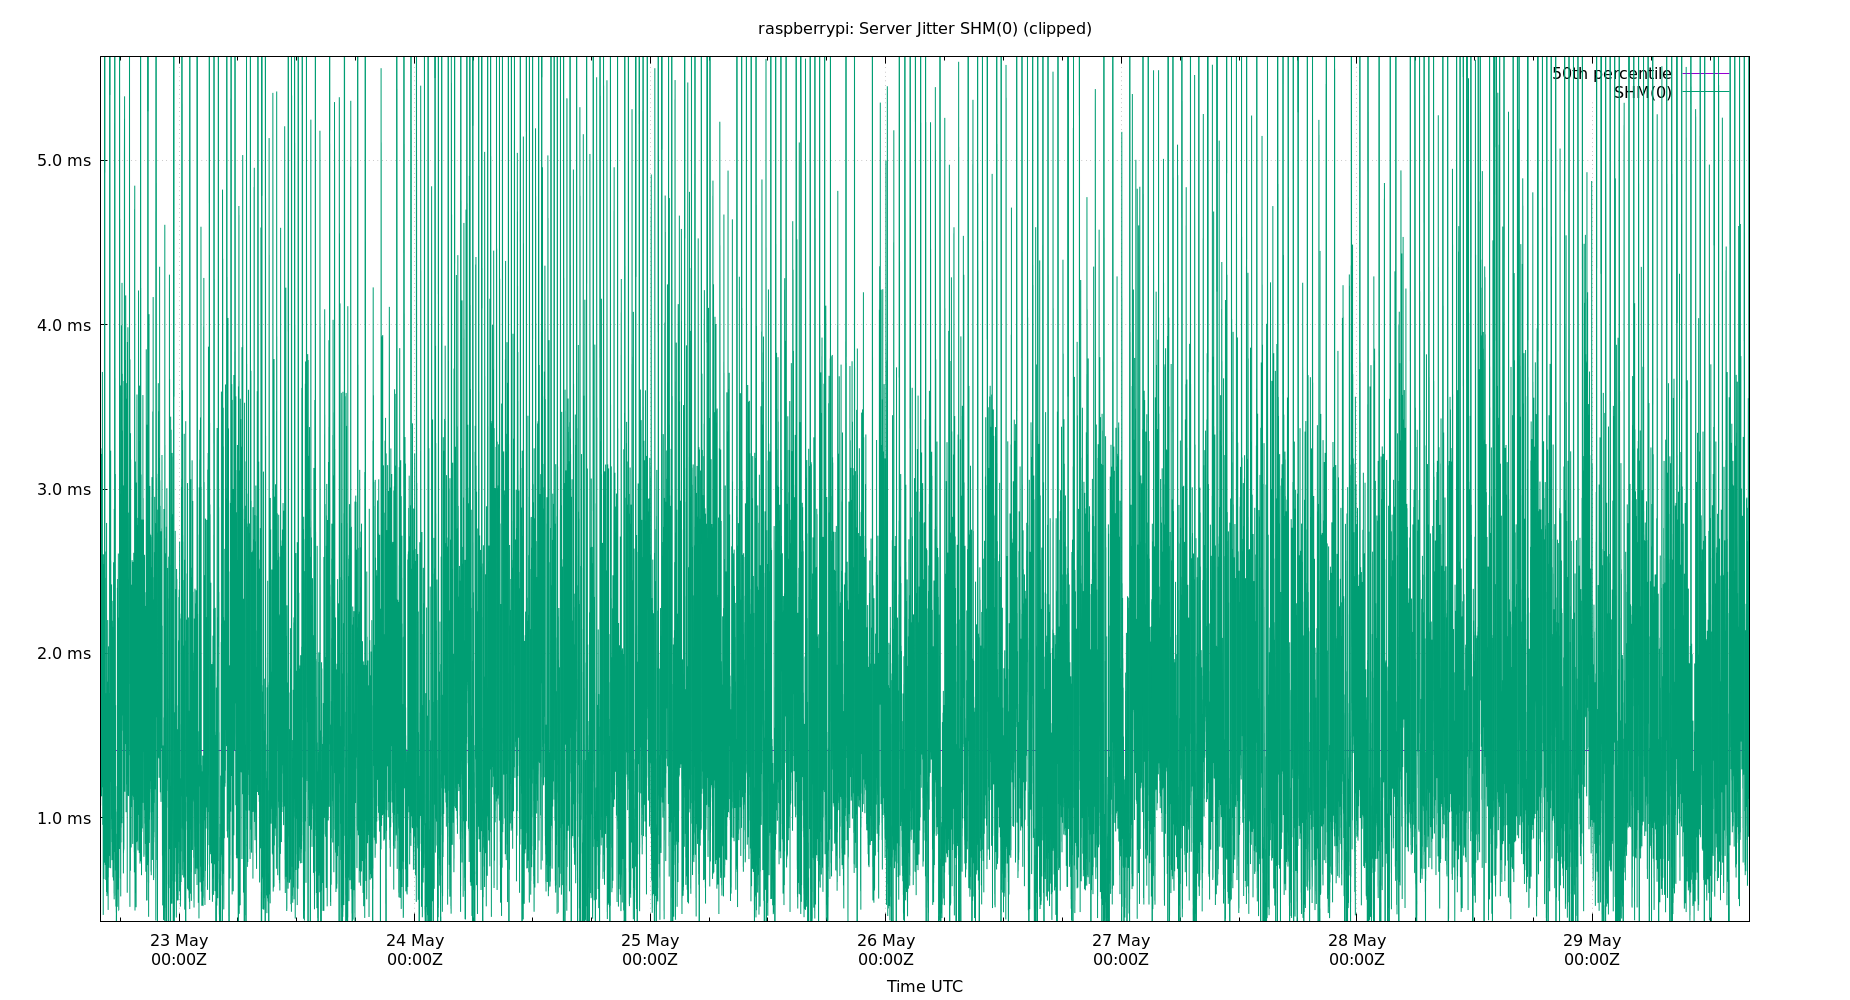 raspberrypi: Server Jitter SHM(0) (clipped)
50th percentile
SHM(0)
5.0 ms
4.0 ms
3.0 ms
2.0 ms
1.0 ms
23 May 24 May 25 May 26 May 27 May 28 May 29 May
00:00Z 00:00Z 00:00Z 00:00Z 00:00Z 00:00Z 00:00Z
Time UTC